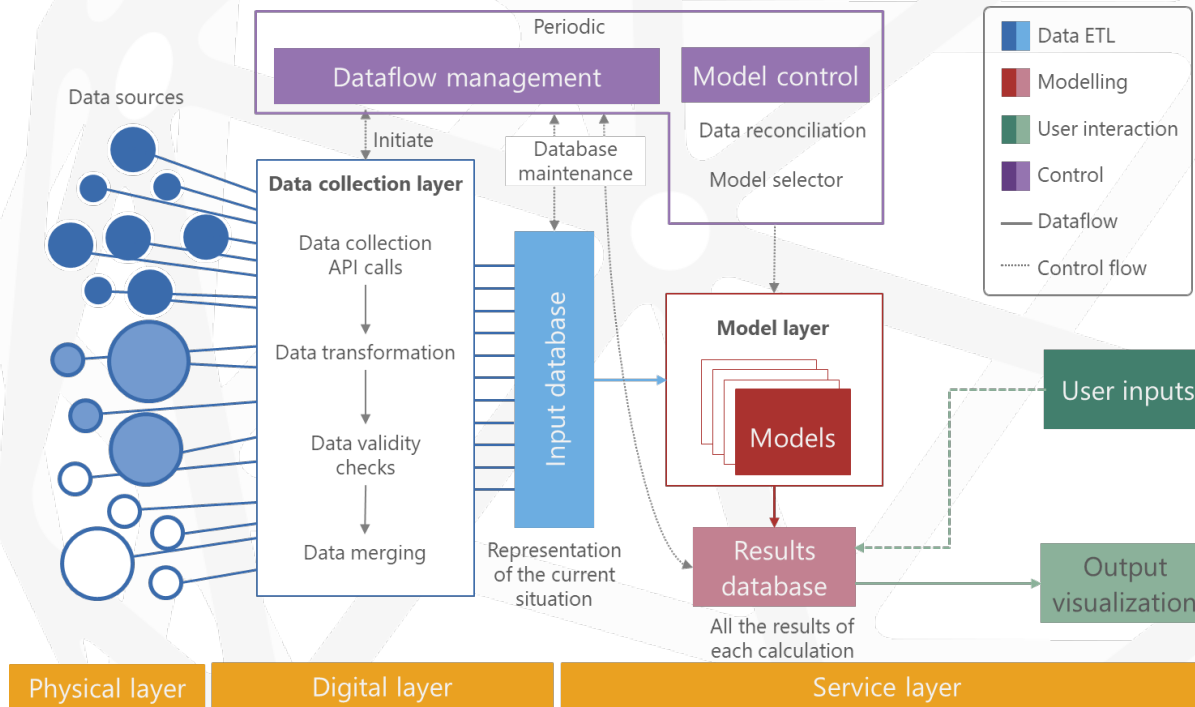 Periodic
Dataflow management
Model control
Data sources
Initiate
Database
maintenance
Data reconciliation
Model selector
Data ETL
Modelling
User interaction
Control
Dataflow
Control flow
Data collection layer
Data collection
API calls
Data transformation
Data validity
checks
Data merging
Input database
Representation
of the current
situation
Model layer
Models
Results
database
All the results of
each calculation
User inputs
Output
visualization
Physical layer
Digital layer
Service layer